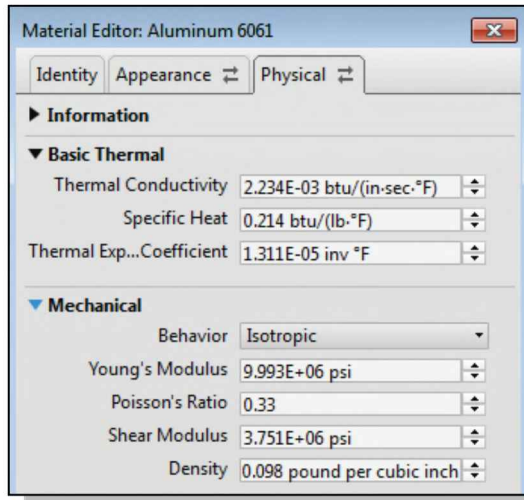 Material Editor: Aluminum 6061
Identity Appearance Physical
Information
Basic Thermal
Thermal Conductivity 2.234E-03 btu/(in·sec·°F)
Specific Heat 0.214 btu/(lb·°F)
Thermal Exp...Coefficient 1.311E-05 inv °F
Mechanical
Behavior Isotropic
Young's Modulus 9.993E+06 psi
Poisson's Ratio 0.33
Shear Modulus 3.751E+06 psi
Density 0.098 pound per cubic inch